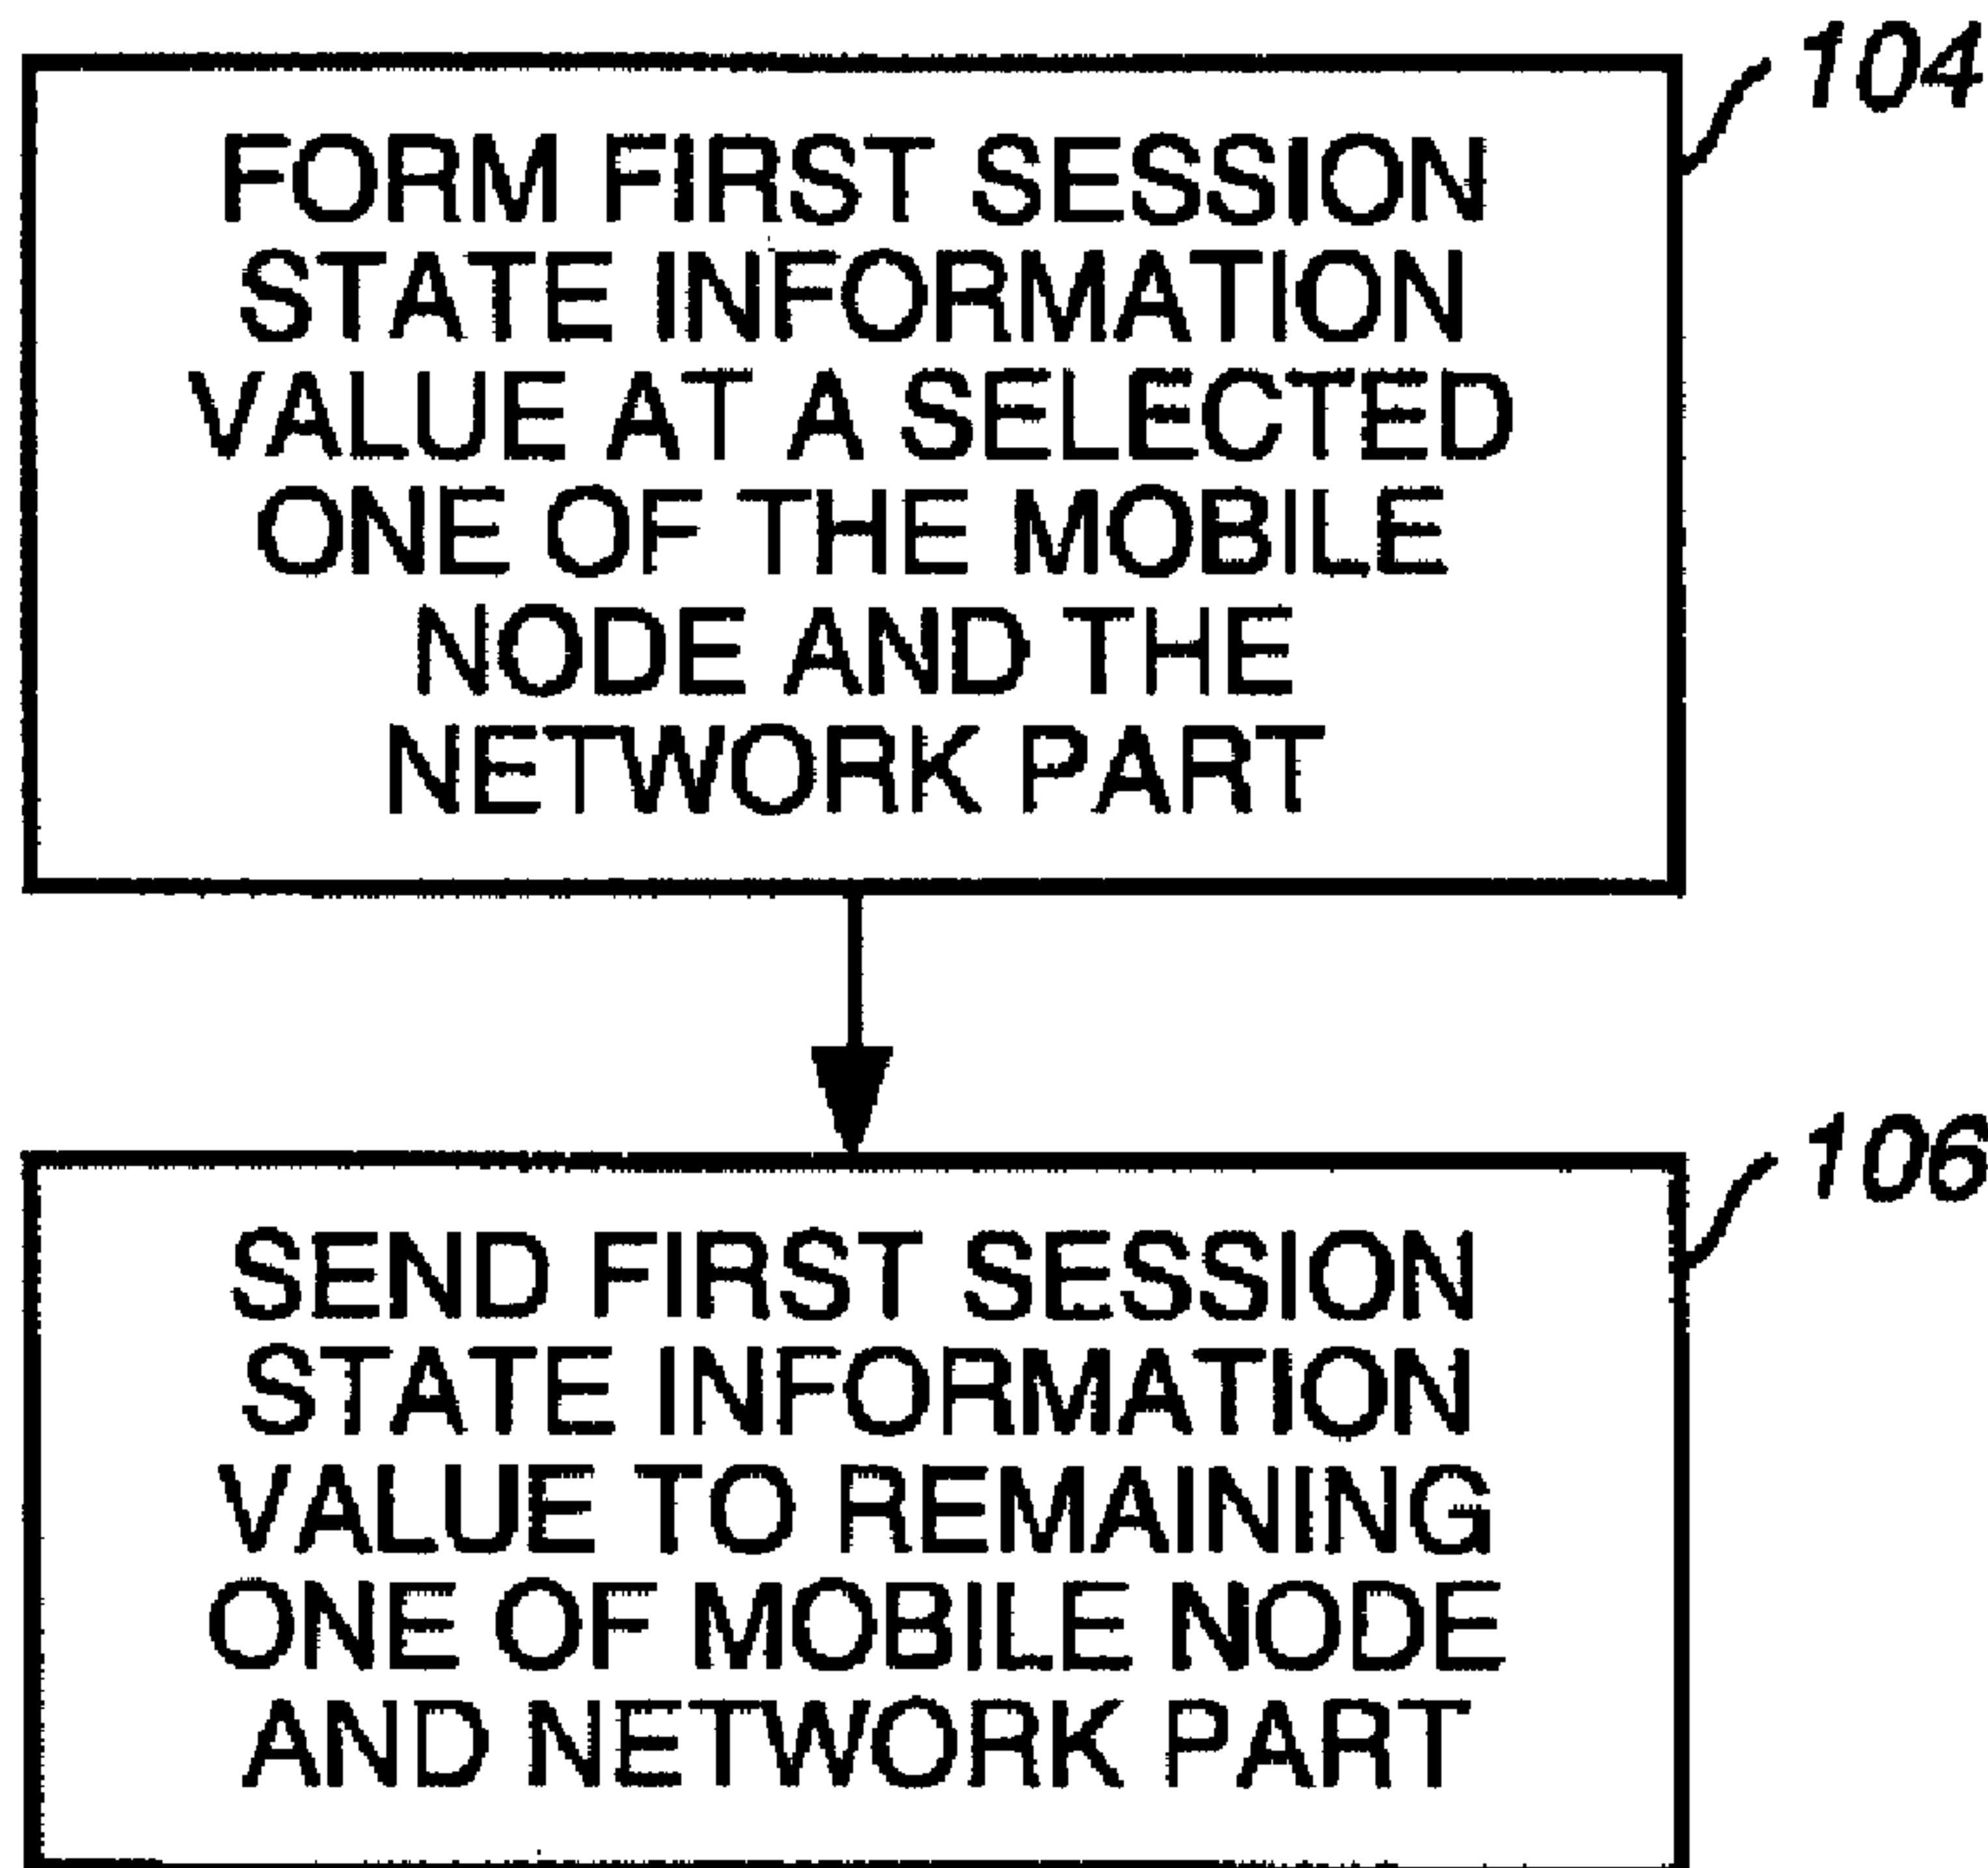 104
FORM FIRST SESSION
STATE INFORMATION
VALUE AT A SELECTED
ONE OF THE MOBILE
NODE AND THE
NETWORK PART
106
SEND FIRST SESSION
STATE INFORMATION
VALUE TO REMAINING
ONE OF MOBILE NODE
AND NETWORK PART